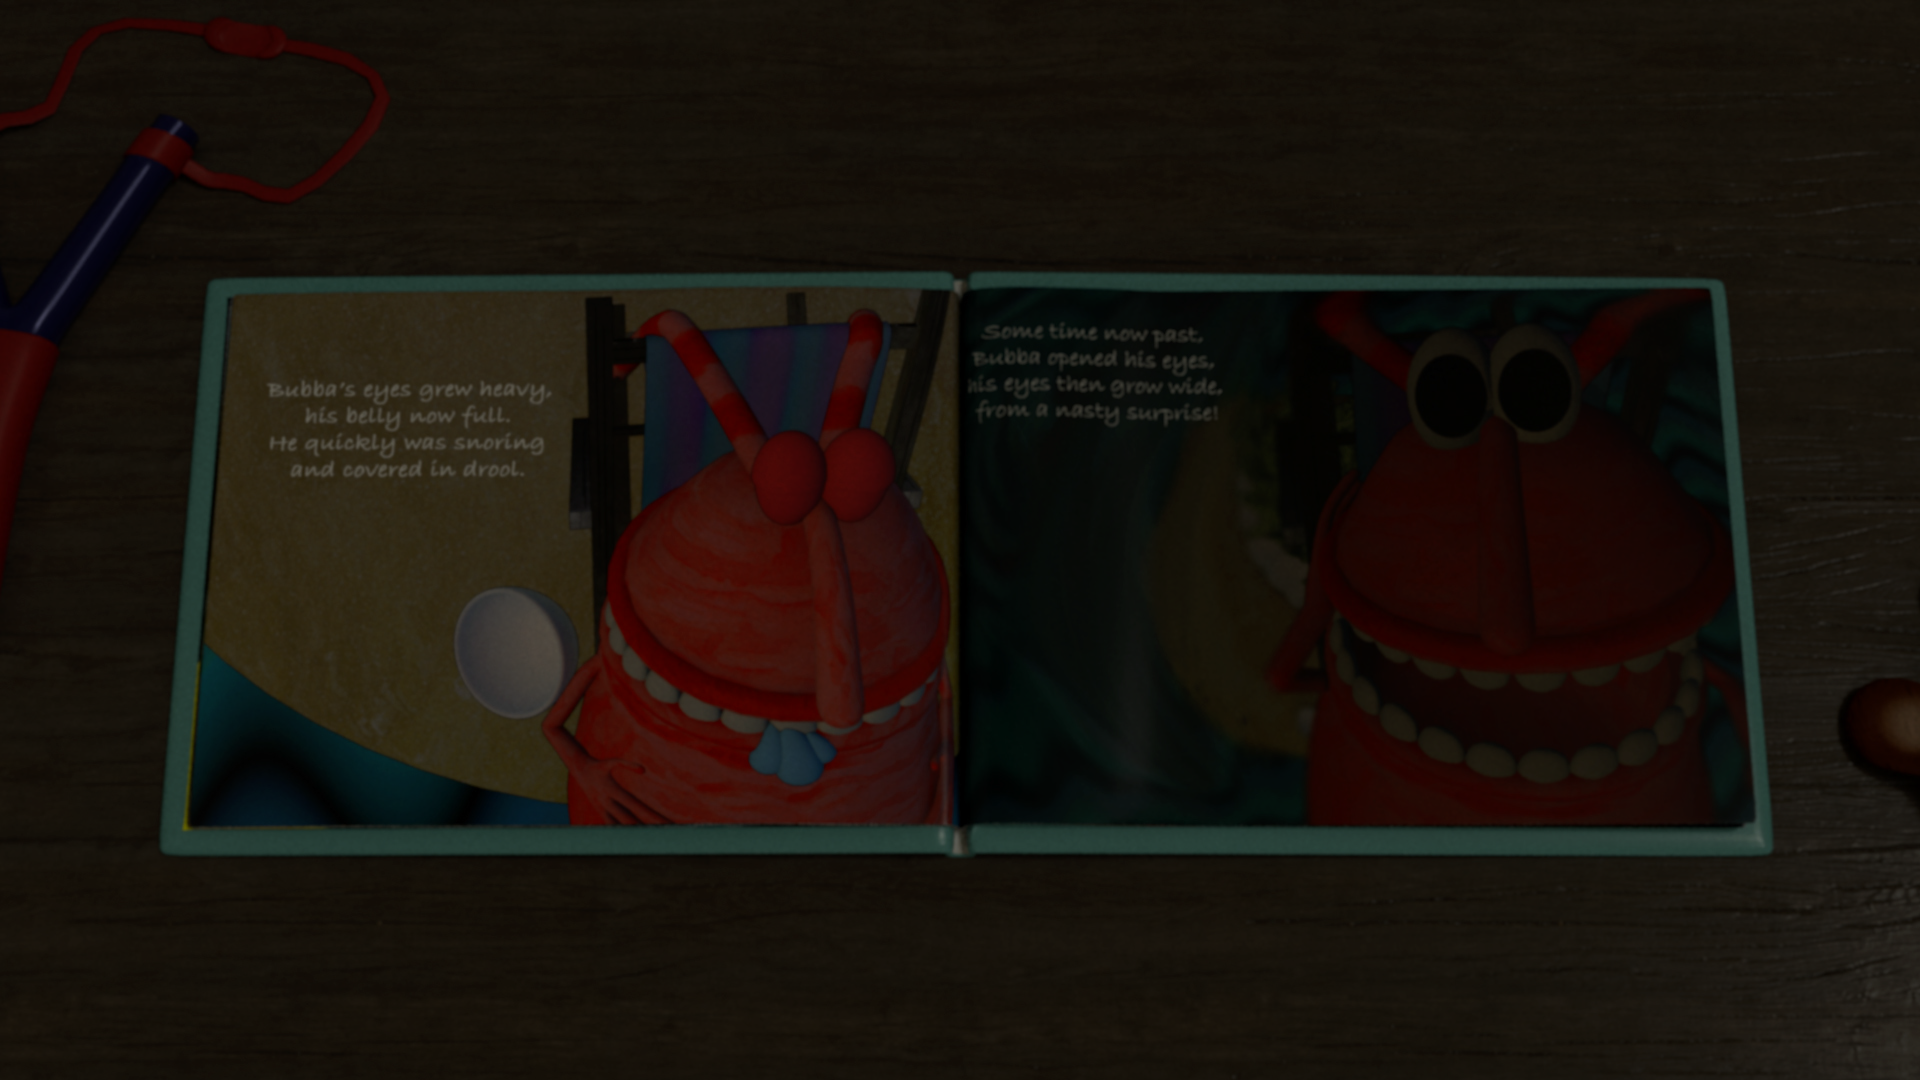 Bubba's eyes grew heavy,
his belly now full.
He quickly was snoring
and covered in drool.
Some time now past,
Bubba opened his eyes,
his eyes then grow wide,
from a nasty surprise!